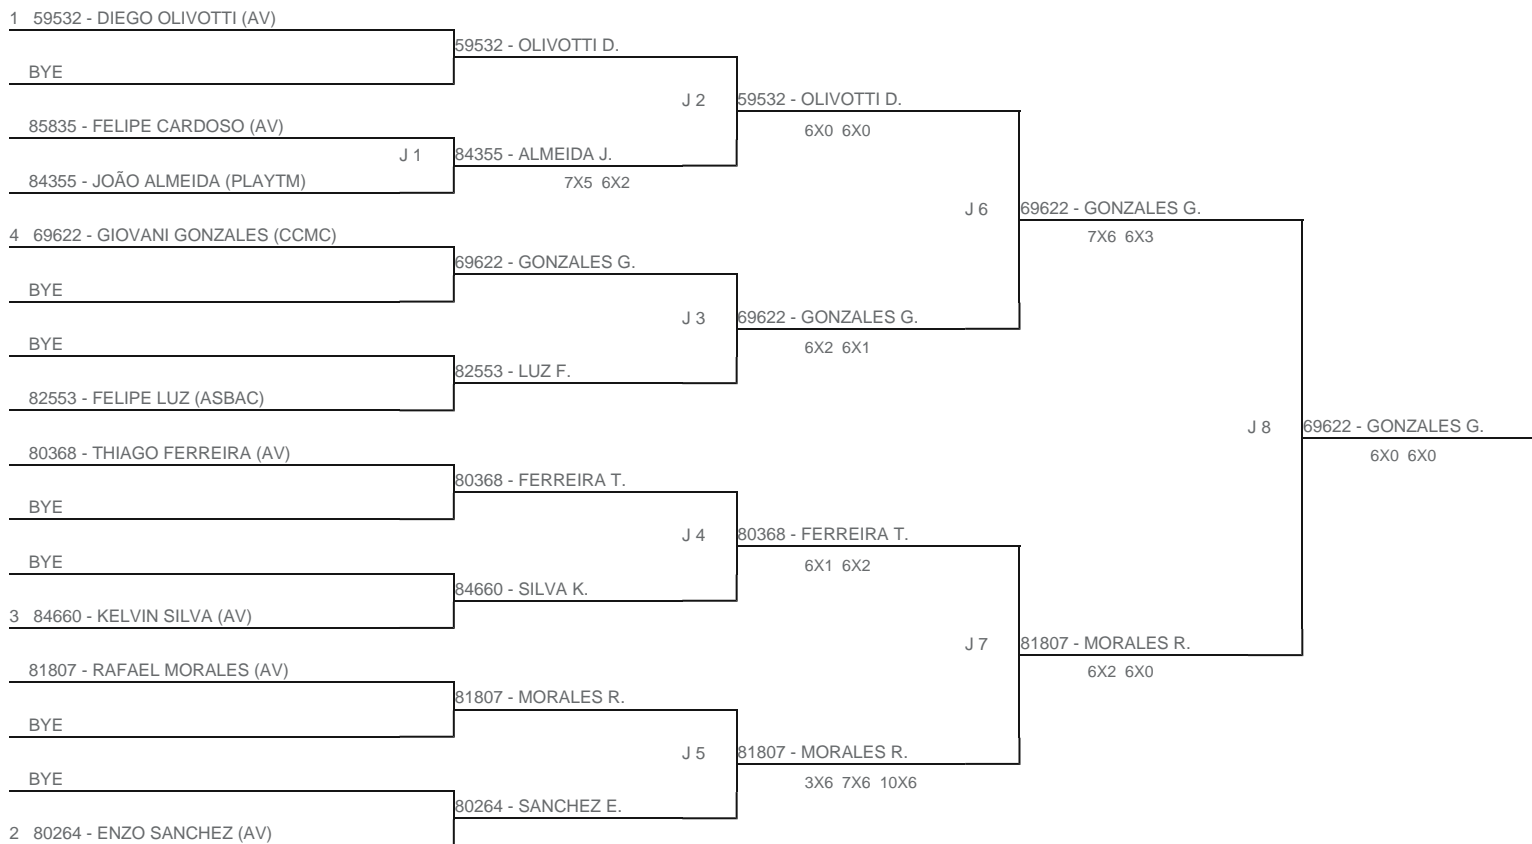 1 59532 - DIEGO OLIVOTTI (AV)
59532 - OLIVOTTI D.
BYE
J 2
59532 - OLIVOTTI D.
85835 - FELIPE CARDOSO (AV)
6X0 6X0
J 1
84355 - ALMEIDA J.
84355 - JOÃO ALMEIDA (PLAYTM)
7X5 6X2
J 6
69622 - GONZALES G.
4 69622 - GIOVANI GONZALES (CCMC)
7X6 6X3
69622 - GONZALES G.
BYE
J 3
69622 - GONZALES G.
BYE
6X2 6X1
82553 - LUZ F.
82553 - FELIPE LUZ (ASBAC)
J 8
69622 - GONZALES G.
80368 - THIAGO FERREIRA (AV)
6X0 6X0
80368 - FERREIRA T.
BYE
J 4
80368 - FERREIRA T.
BYE
6X1 6X2
84660 - SILVA K.
3 84660 - KELVIN SILVA (AV)
J 7
81807 - MORALES R.
81807 - RAFAEL MORALES (AV)
6X2 6X0
81807 - MORALES R.
BYE
J 5
81807 - MORALES R.
BYE
3X6 7X6 10X6
80264 - SANCHEZ E.
2 80264 - ENZO SANCHEZ (AV)